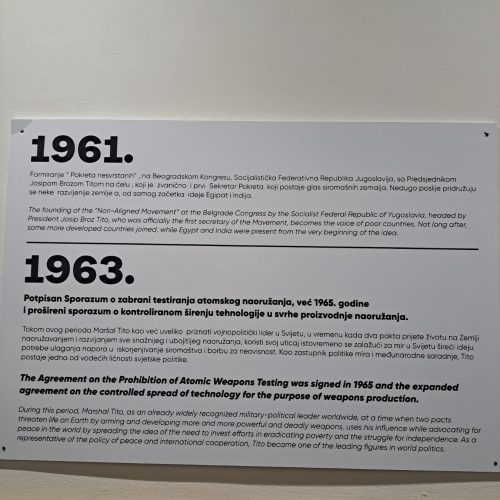 1961.
Formiranje " Pokreta nesvrstanih" , na Beogradskom Kongresu, Socijalistička Federativna Republika Jugoslavija, sa Predsjednikom
Josipom Brozom Titom na čelu , koji je zvanično i prvi Sekretar Pokreta koji postaje glas siromašnih zemalja. Nedugo poslije pridružuju
se neke razvijenije zemlje a, od samog začetka ideje Egipat i Indija.
The founding of the "Non-Aligned Movement" at the Belgrade Congress by the Socialist Federal Republic of Yugoslavia, headed by
President Josip Broz Tito, who was officially the first secretary of the Movement, becomes the voice of poor countries. Not long after,
some more developed countries joined, while Egypt and India were present from the very beginning of the idea.
1963.
Potpisan Sporazum o zabrani testiranja atomskog naoružanja, već 1965. godine
i prošireni sporazum o kontroliranom širenju tehnologije u svrhe proizvodnje naoružanja.
Tokom ovog perioda Maršal Tito kao već uveliko priznati vojnopolitički lider u Svijetu, u vremenu kada dva pakta prijete životu na Zemlji
naoružavanjem i razvijanjem sve snažnijeg i ubojitijeg naoružanja, koristi svoj uticaj istovremeno se zalažući za mir u Svijetu šireći ideju
potrebe ulaganja napora u iskorjenjivanje siromaštva i borbu za neovisnost. Kao zastupnik politike mira i međunarodne saradnje, Tito
postaje jedna od vodećih ličnosti svjetske politike.
The Agreement on the Prohibition of Atomic Weapons Testing was signed in 1965 and the expanded
agreement on the controlled spread of technology for the purpose of weapons production.
During this period, Marshal Tito, as an already widely recognized military-political leader worldwide, at a time when two pacts
threaten life on Earth by arming and developing more and more powerful and deadly weapons, uses his influence while advocating for
peace in the world by spreading the idea of the need to invest efforts in eradicating poverty and the struggle for independence. As a
representative of the policy of peace and international cooperation, Tito became one of the leading figures in world politics.